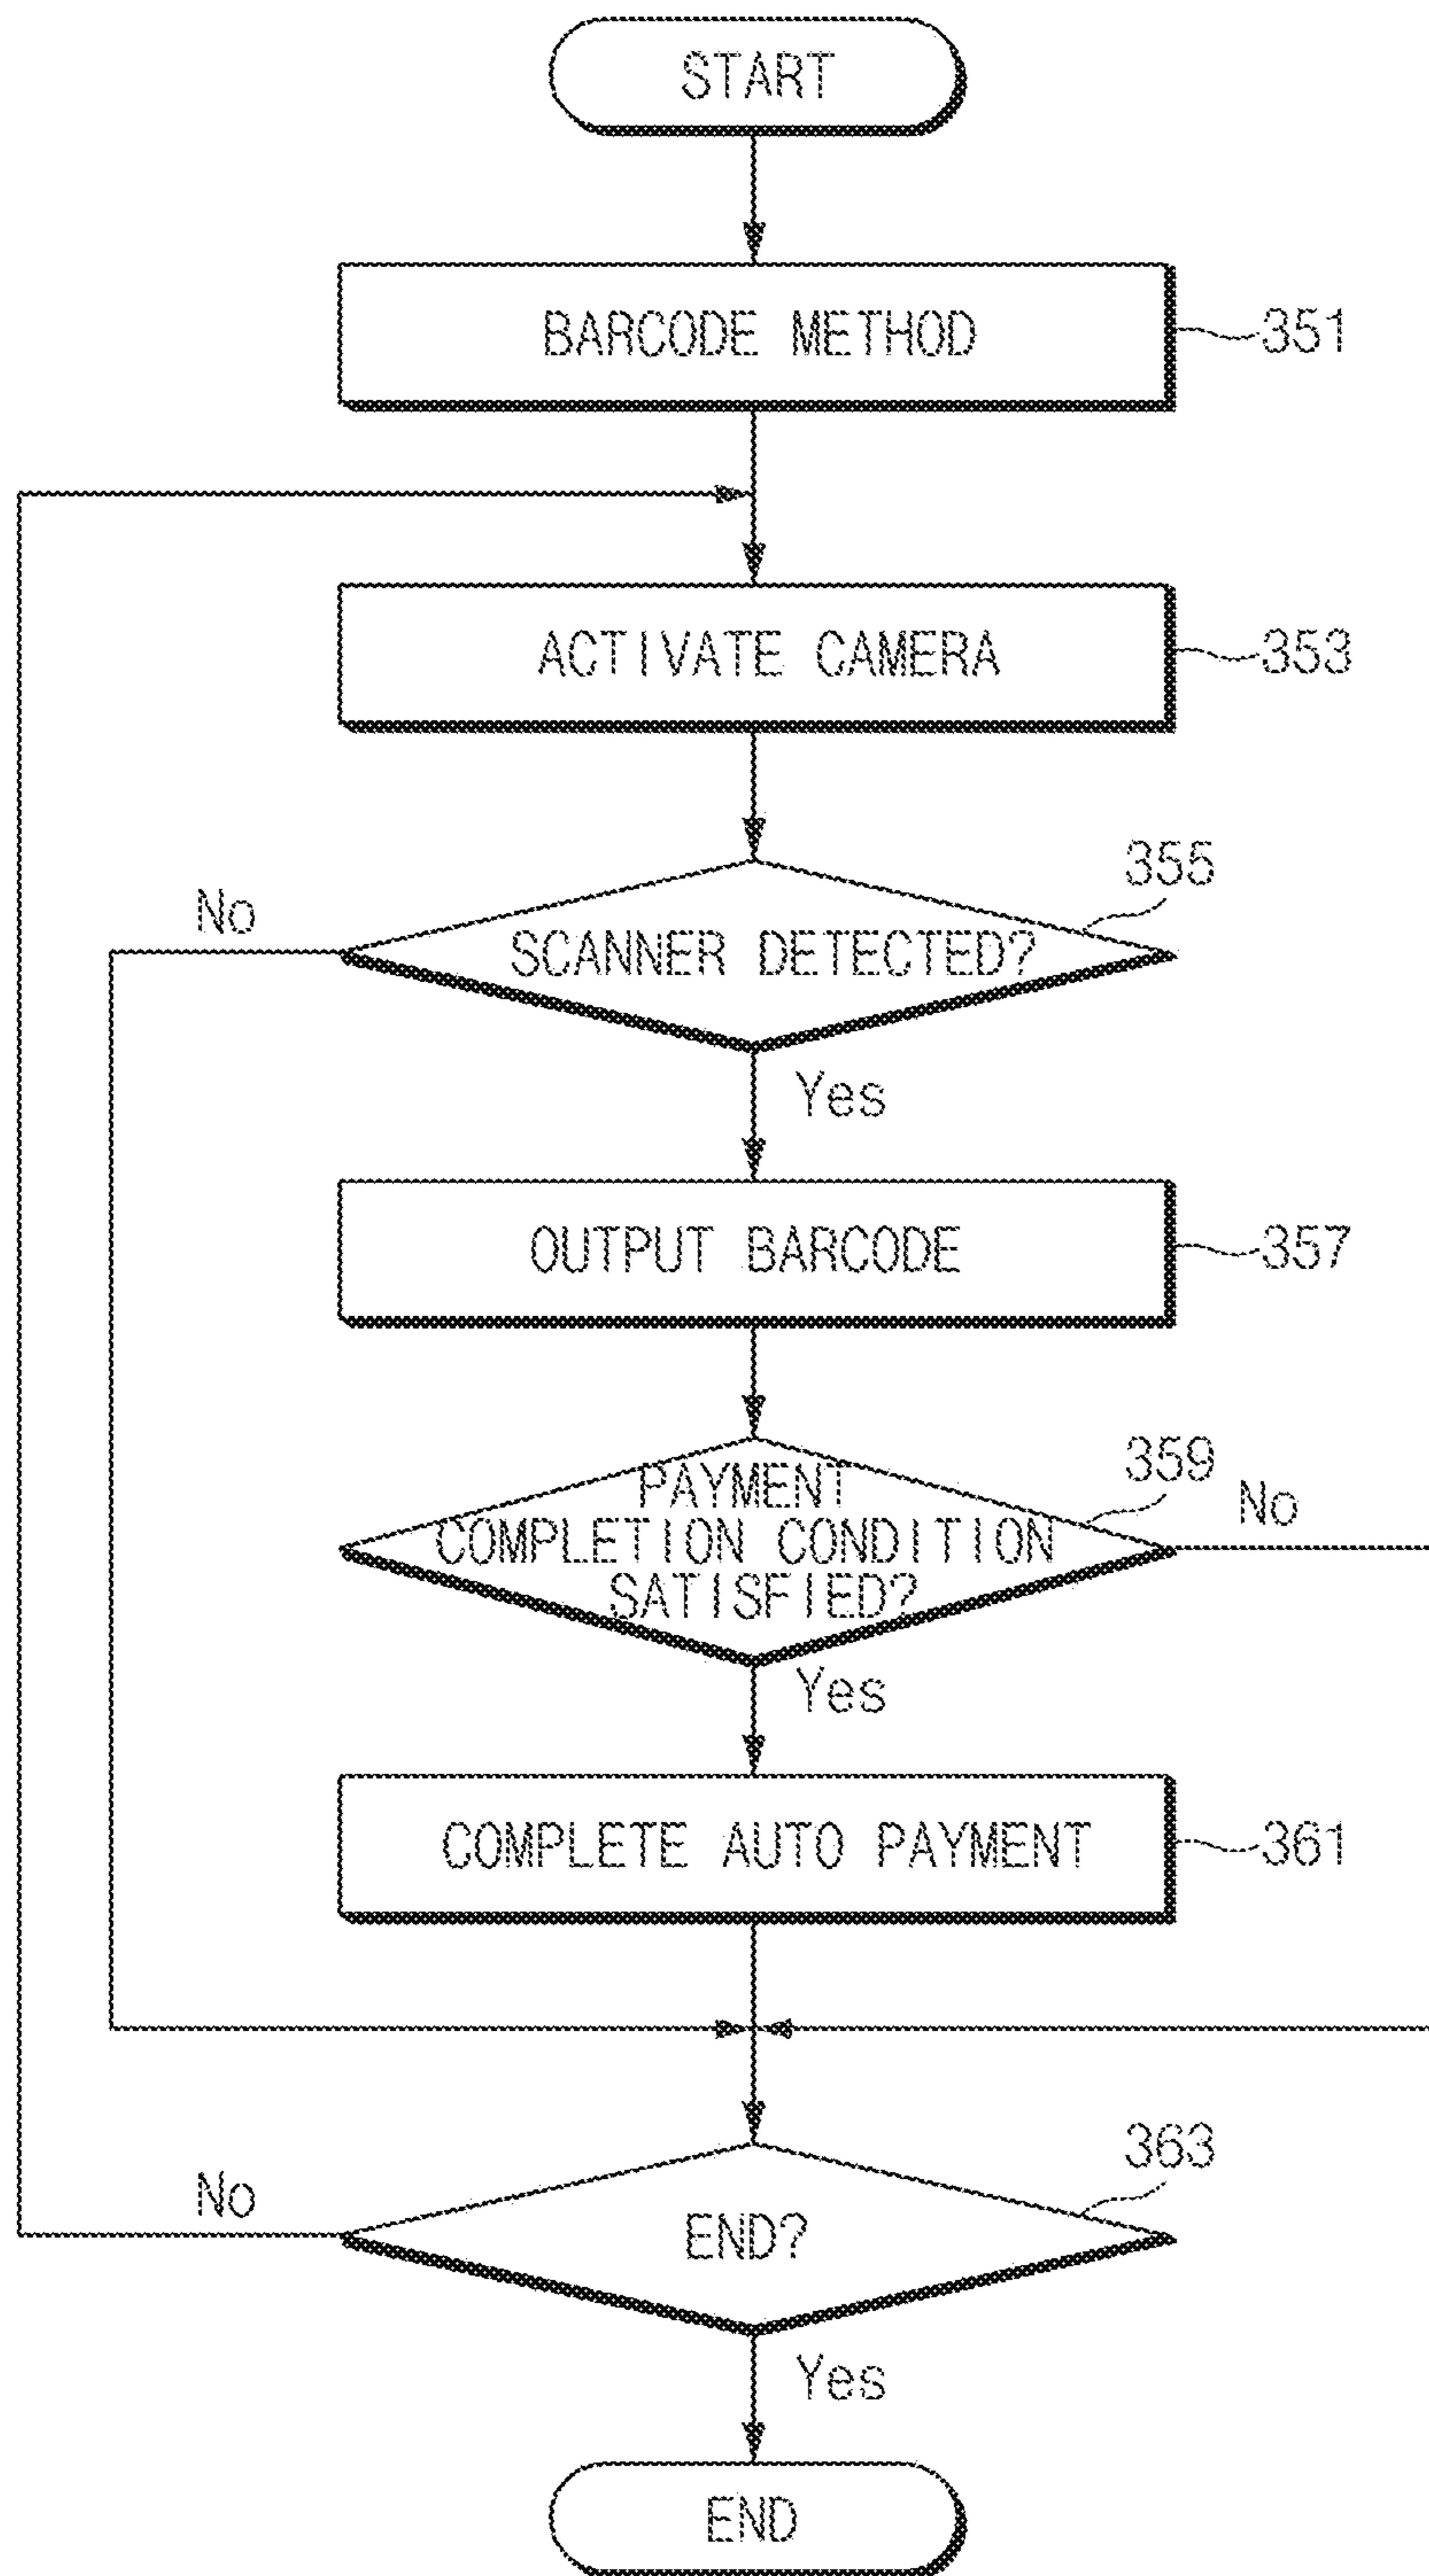 START
BARCODE METHOD
351
ACTIVATE CAMERA
353
355
No
SCANNER DETECTED?
Yes
OUTPUT BARCODE
357
359
No
PAYMENT
COMPLETION CONDITION
SATISFIED?
Yes
COMPLETE AUTO PAYMENT
361
363
No
END?
Yes
END